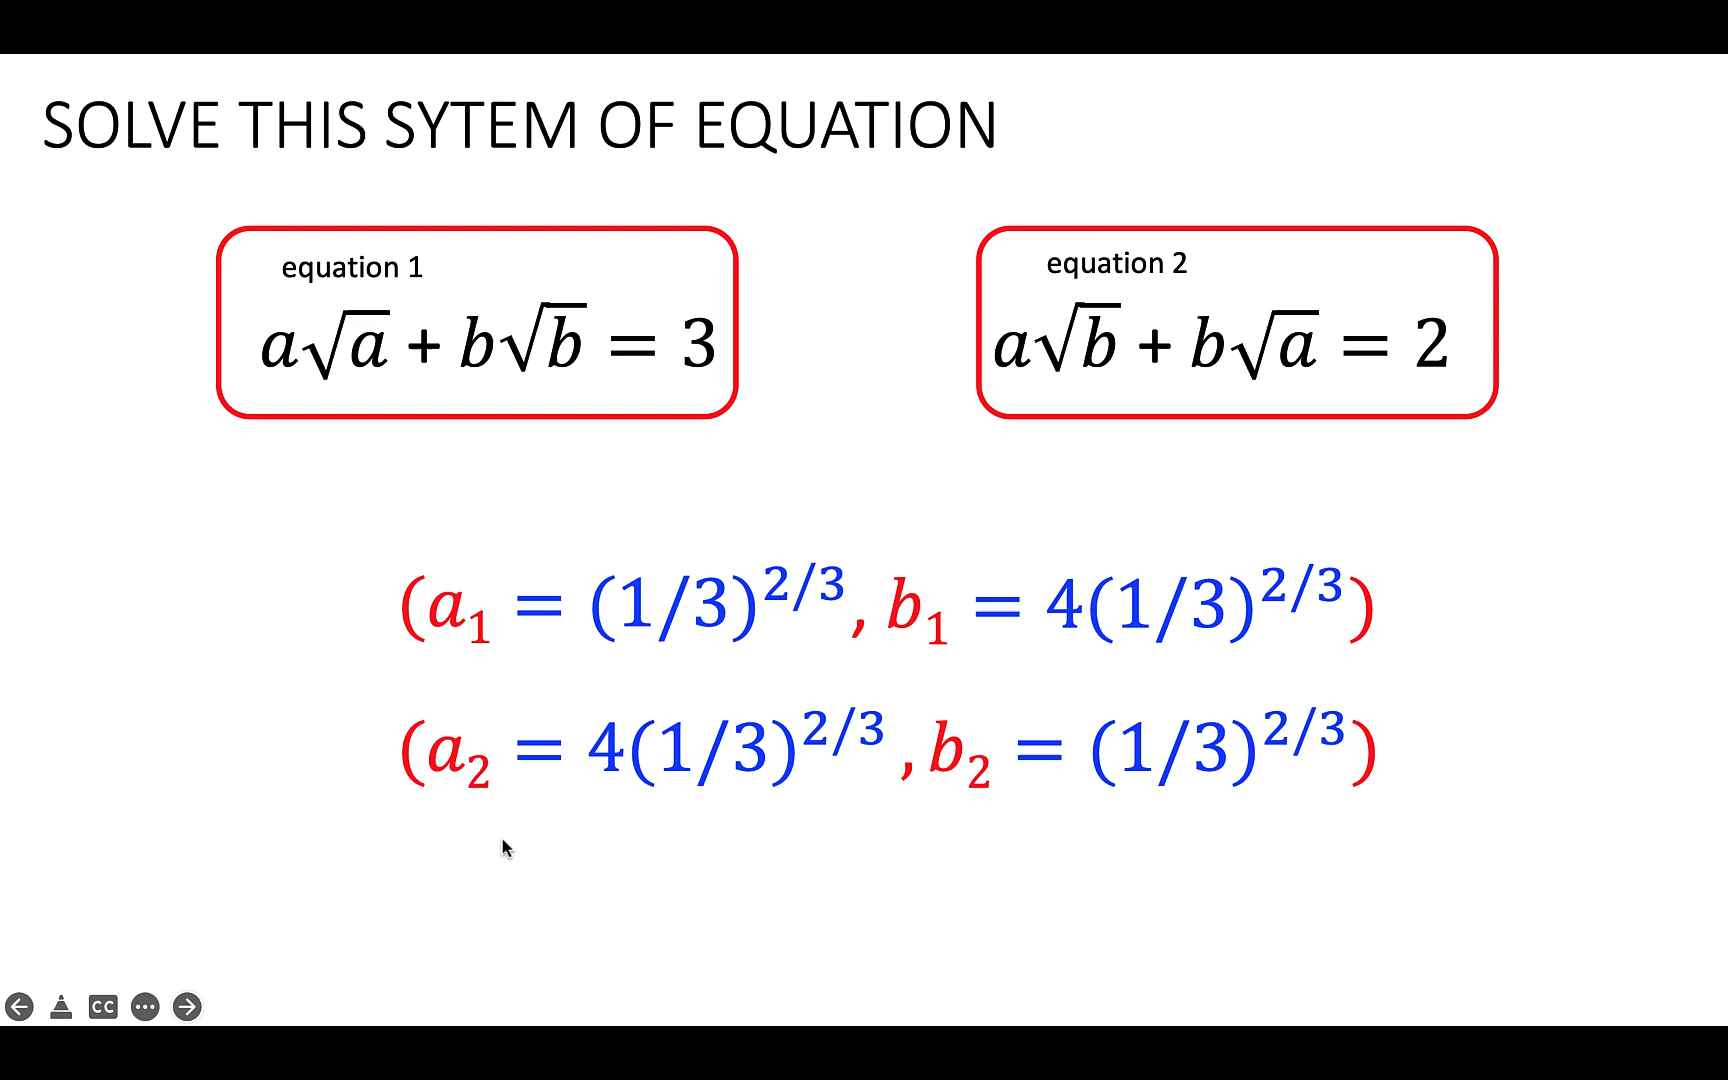 SOLVE THIS SYTEM OF EQUATION
equation 1
a√a + b√b = 3
equation 2
a√b + b√a = 2
(a₁ = (1/3)^2/3, b₁ = 4(1/3)^2/3)
(a₂ = 4(1/3)^2/3, b₂ = (1/3)^2/3)
CC